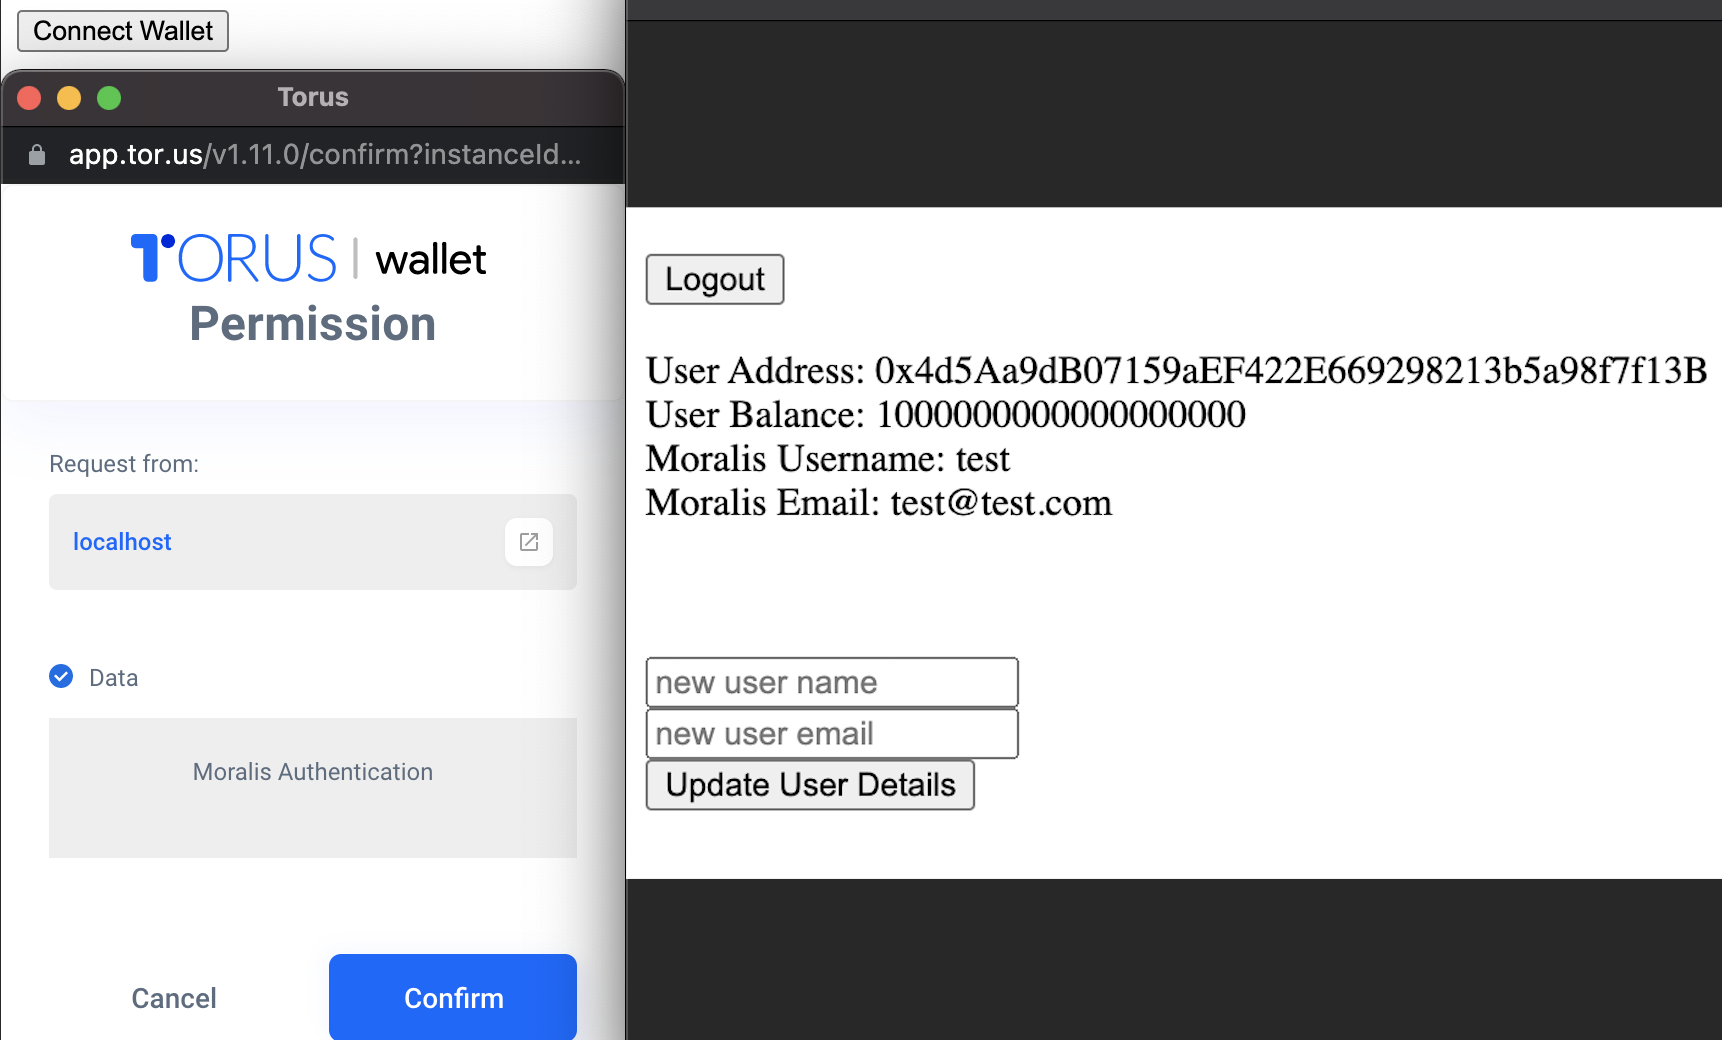 Connect Wallet
Torus
app.tor.us/v1.11.0/confirm?instanceId...
TORUS | wallet
Permission
Request from:
localhost
Data
Moralis Authentication
Cancel
Confirm
Logout
User Address: 0x4d5Aa9dB07159aEF422E669298213b5a98f7f13B
User Balance: 1000000000000000000
Moralis Username: test
Moralis Email: test@test.com
new user name
new user email
Update User Details